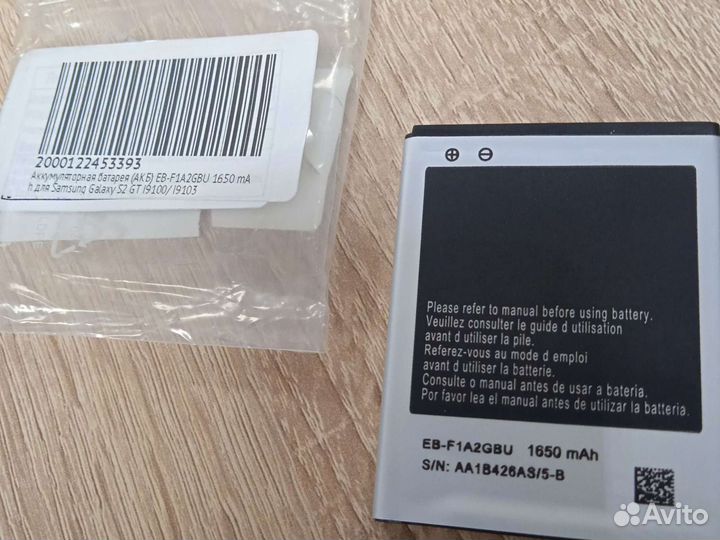 2000122453393
Аккумуляторная батарея (АКБ) EB-F1A2GBU 1650 mA
h для Samsung Galaxy S2 GT I9100/ I9103
Please refer to manual before using battery.
Veuillez consulter le guide d utilisation
avant d utiliser la pile.
Referez-vous au mode d emploi
avant d utiliser la batterie.
Consulte o manual antes de usar a bateria.
Por favor lea el manual antes de utilizar la batteria.
EB-F1A2GBU 1650 mAh
S/N: AA1B426AS/5-B
Avito